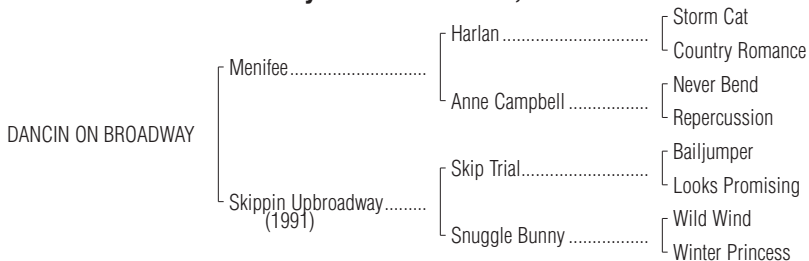 Harlan
Storm Cat
Country Romance
Menifee
Anne Campbell
Never Bend
Repercussion
DANCIN ON BROADWAY
Skip Trial
Bailjumper
Looks Promising
Skippin Upbroadway
(1991)
Snuggle Bunny
Wild Wind
Winter Princess